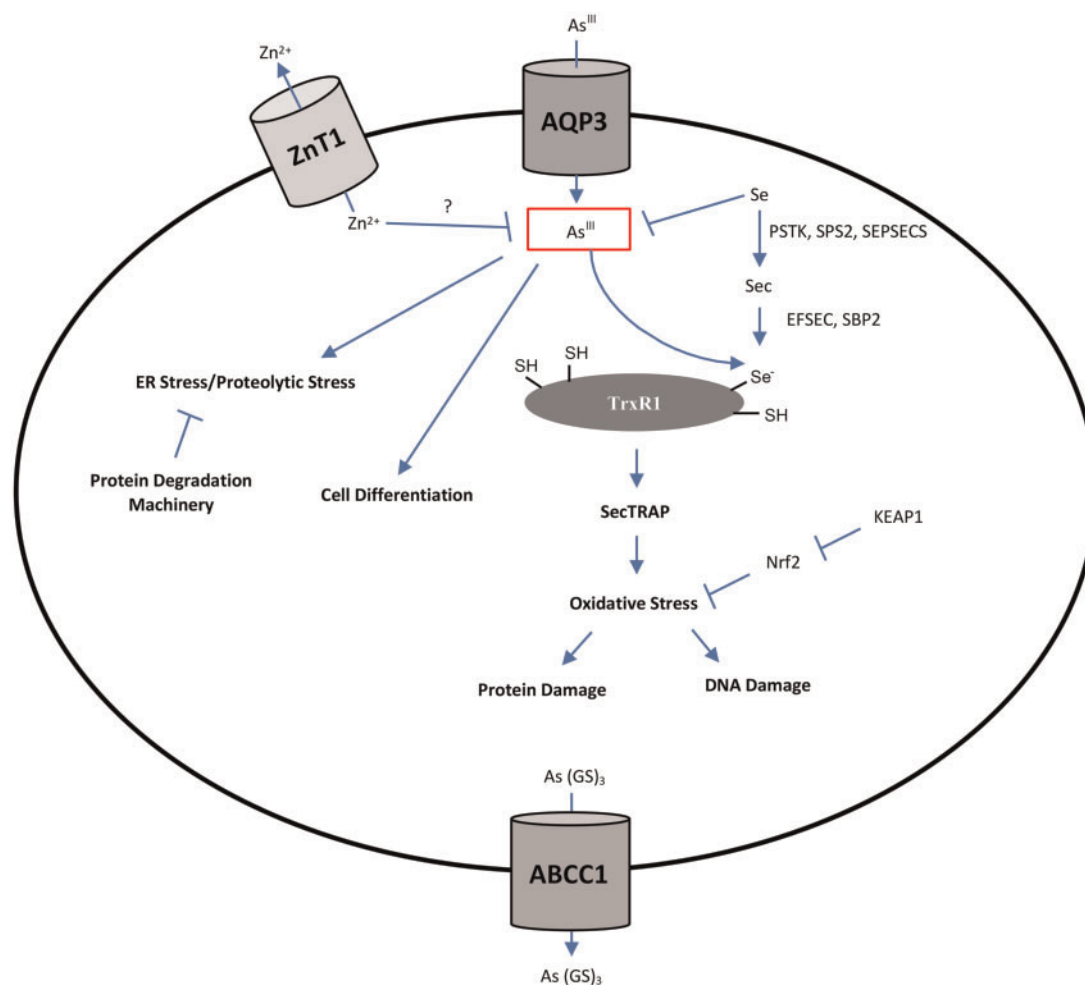 As^III
Zn²⁺
AQP3
ZnT1
Se
?
Zn²⁺
As^III
PSTK, SPS2, SEPSECS
Sec
EFSEC, SBP2
SH
SH
Se⁻
ER Stress/Proteolytic Stress
TrxR1
SH
Protein Degradation
Machinery
Cell Differentiation
SecTRAP
KEAP1
Nrf2
Oxidative Stress
Protein Damage
DNA Damage
As (GS)₃
ABCC1
As (GS)₃